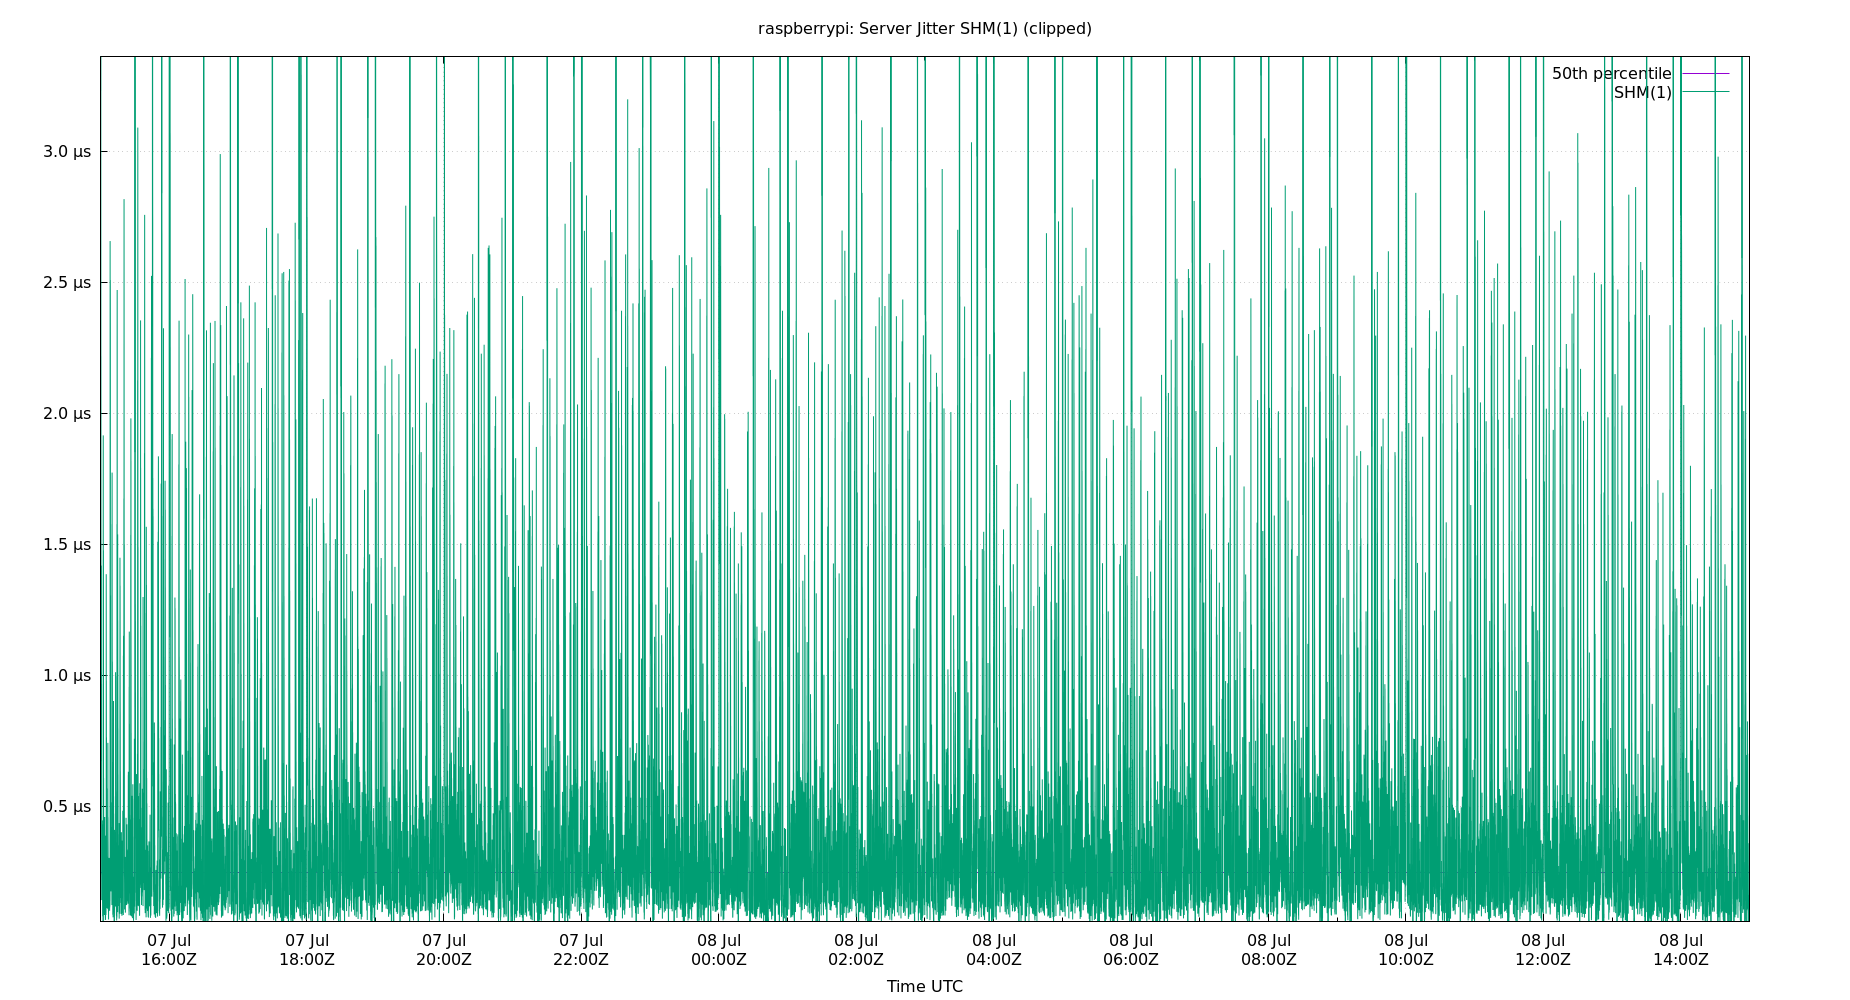 raspberrypi: Server Jitter SHM(1) (clipped)
50th percentile
SHM(1)
3.0 µs
2.5 µs
2.0 µs
1.5 µs
1.0 µs
0.5 µs
07 Jul 07 Jul 07 Jul 07 Jul 08 Jul 08 Jul 08 Jul 08 Jul 08 Jul 08 Jul 08 Jul 08 Jul
16:00Z 18:00Z 20:00Z 22:00Z 00:00Z 02:00Z 04:00Z 06:00Z 08:00Z 10:00Z 12:00Z 14:00Z
Time UTC